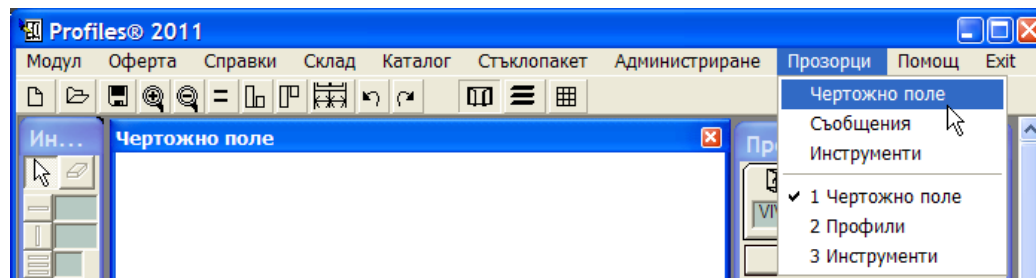 Profiles® 2011
Модул Оферта Справки Склад Каталог Стъклопакет Администриране Прозорци Помощ Exit
Чертожно поле
Съобщения
Инструменти
1 Чертожно поле
2 Профили
3 Инструменти
Ин...
Чертожно поле